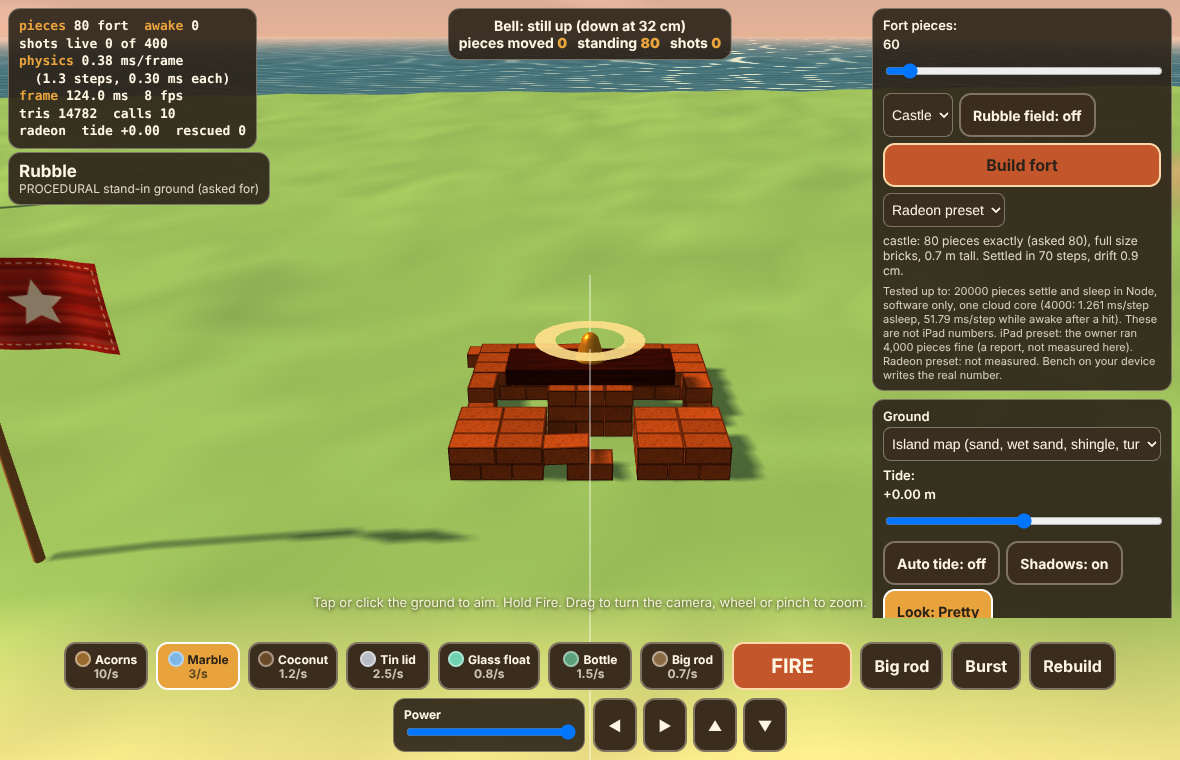 pieces 80 fort awake 0
shots live 0 of 400
physics 0.38 ms/frame
(1.3 steps, 0.30 ms each)
frame 124.0 ms 8 fps
tris 14782 calls 10
radeon tide +0.00 rescued 0
Rubble
PROCEDURAL stand-in ground (asked for)
Bell: still up (down at 32 cm)
pieces moved 0 standing 80 shots 0
Fort pieces:
60
Castle
Rubble field: off
Build fort
Radeon preset
castle: 80 pieces exactly (asked 80), full size
bricks, 0.7 m tall. Settled in 70 steps, drift 0.9
cm.
Tested up to: 20000 pieces settle and sleep in Node,
software only, one cloud core (4000: 1.261 ms/step
asleep, 51.79 ms/step while awake after a hit). These
are not iPad numbers. iPad preset: the owner ran
4,000 pieces fine (a report, not measured here).
Radeon preset: not measured. Bench on your device
writes the real number.
Ground
Island map (sand, wet sand, shingle, tur
Tide:
+0.00 m
Auto tide: off
Shadows: on
Look: Pretty
Tap or click the ground to aim. Hold Fire. Drag to turn the camera, wheel or pinch to zoom.
Acorns
10/s
Marble
3/s
Coconut
1.2/s
Tin lid
2.5/s
Glass float
0.8/s
Bottle
1.5/s
Big rod
0.7/s
FIRE
Big rod
Burst
Rebuild
Power